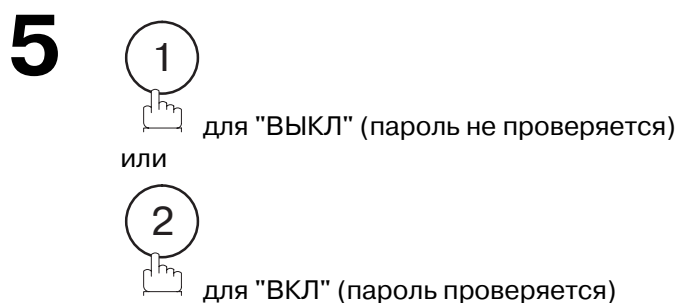 5
1
для "ВЫКЛ" (пароль не проверяется)
или
2
для "ВКЛ" (пароль проверяется)